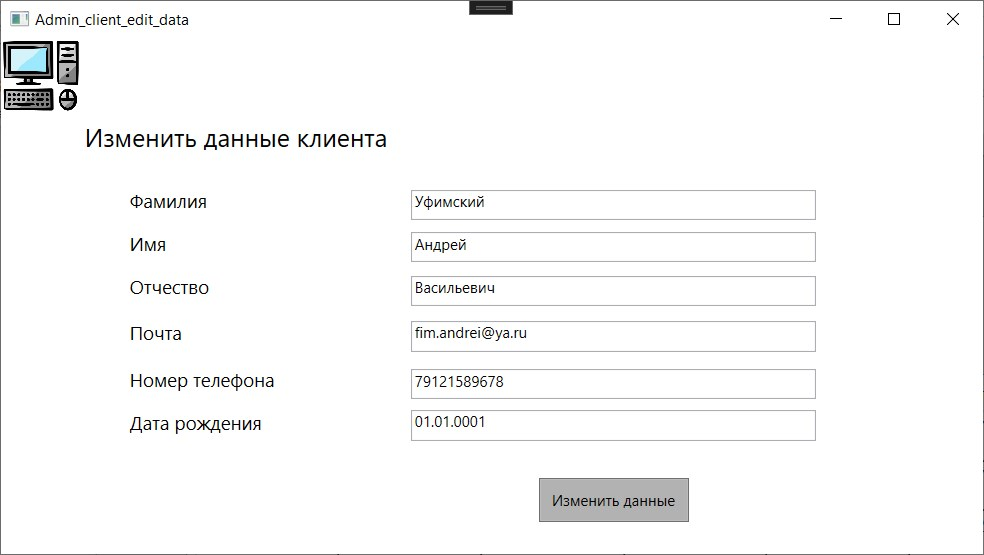 Admin_client_edit_data
Изменить данные клиента
Фамилия Уфимский
Имя Андрей
Отчество Васильевич
Почта fim.andrei@ya.ru
Номер телефона 79121589678
Дата рождения 01.01.0001
Изменить данные